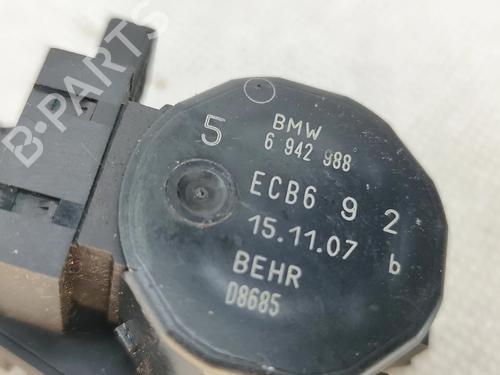 5
BMW
6 942 988
ECB6 9 2
15.11.07 b
BEHR
D8685
B-PARTS